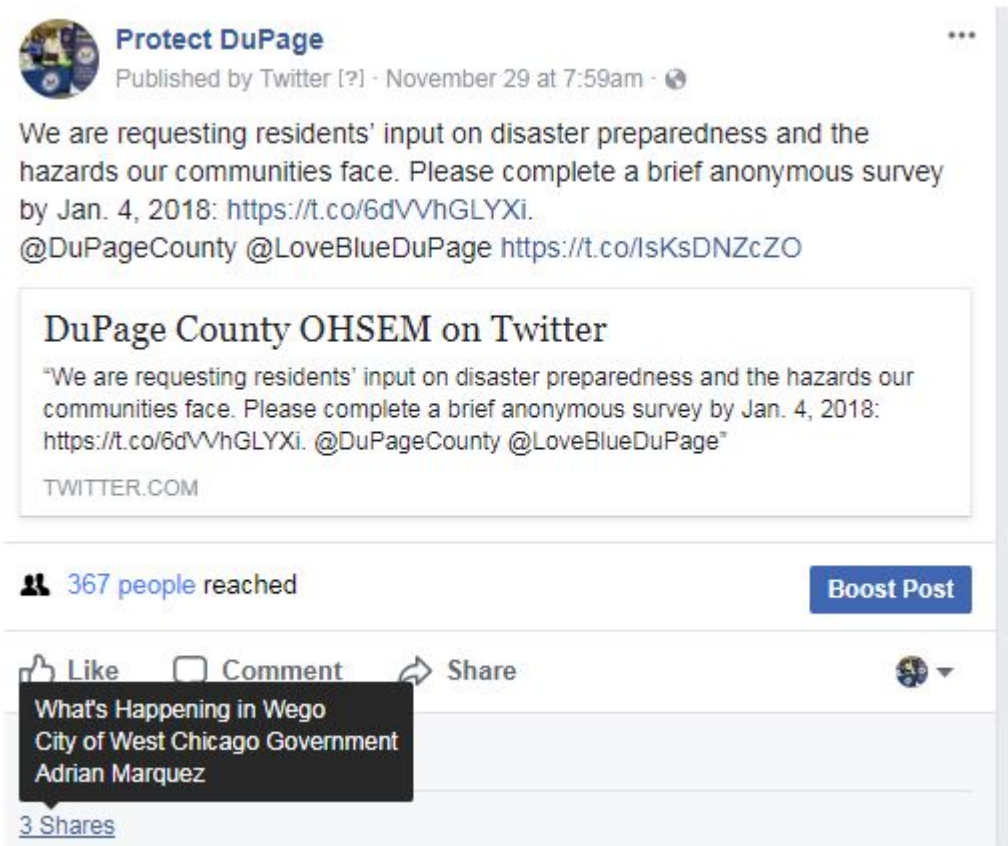 Protect DuPage
Published by Twitter [?] · November 29 at 7:59am ·
We are requesting residents’ input on disaster preparedness and the
hazards our communities face. Please complete a brief anonymous survey
by Jan. 4, 2018: https://t.co/6dVVhGLYXi.
@DuPageCounty @LoveBlueDuPage https://t.co/IsKsDNZcZO
DuPage County OHSEM on Twitter
“We are requesting residents’ input on disaster preparedness and the hazards our
communities face. Please complete a brief anonymous survey by Jan. 4, 2018:
https://t.co/6dVVhGLYXi. @DuPageCounty @LoveBlueDuPage”
TWITTER.COM
367 people reached
Boost Post
Like Comment Share
What's Happening in Wego
City of West Chicago Government
Adrian Marquez
3 Shares